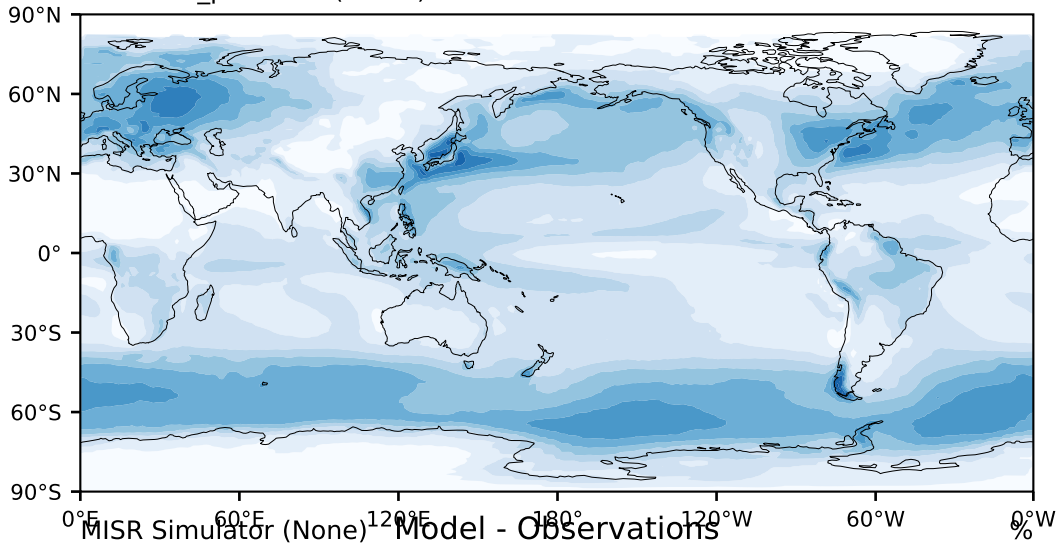 90°N
60°N
30°N
0°
30°S
60°S
90°S
0°E 60°E 120°E 180° 120°W 60°W 0°W
MISR Simulator (None) Model - Observations %